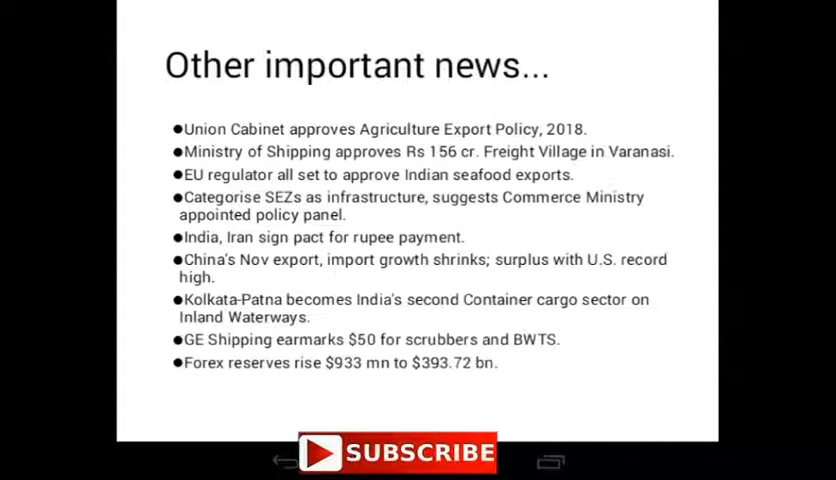 Other important news...
●Union Cabinet approves Agriculture Export Policy, 2018.
●Ministry of Shipping approves Rs 156 cr. Freight Village in Varanasi.
●EU regulator all set to approve Indian seafood exports.
●Categorise SEZs as infrastructure, suggests Commerce Ministry
appointed policy panel.
●India, Iran sign pact for rupee payment.
●China's Nov export, import growth shrinks; surplus with U.S. record
high.
●Kolkata-Patna becomes India's second Container cargo sector on
Inland Waterways.
●GE Shipping earmarks $50 for scrubbers and BWTS.
●Forex reserves rise $933 mn to $393.72 bn.
SUBSCRIBE